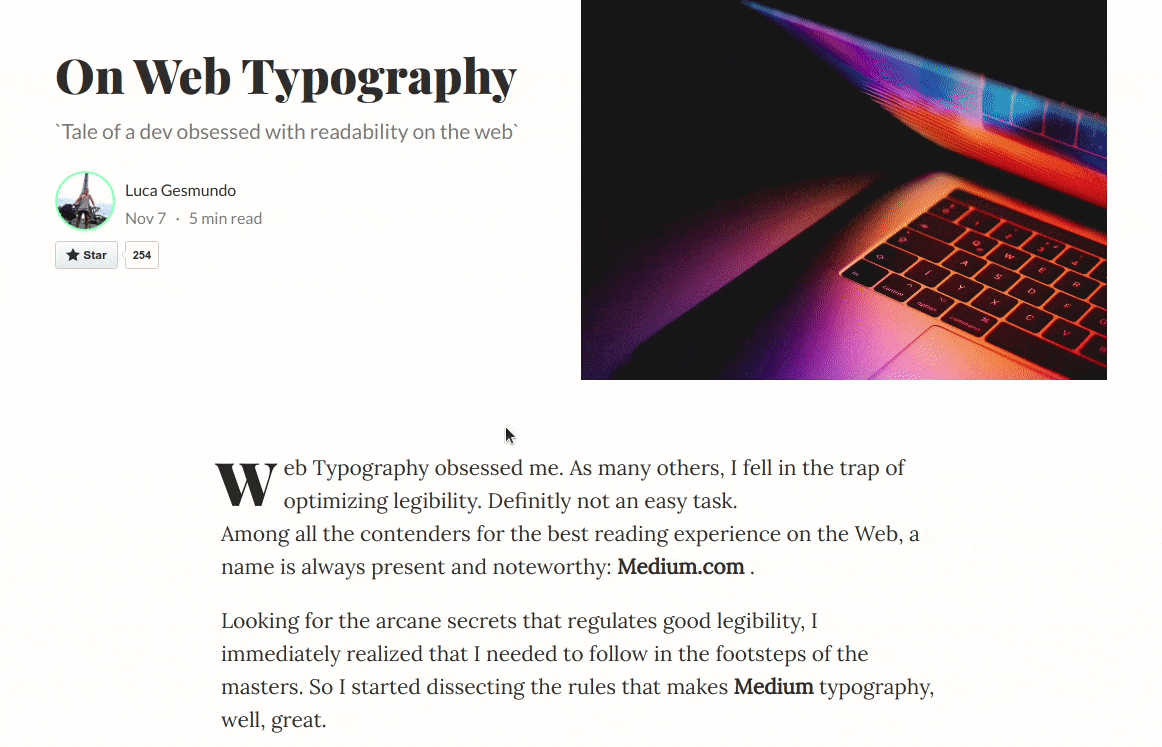 On Web Typography
`Tale of a dev obsessed with readability on the web`
Luca Gesmundo
Nov 7 · 5 min read
Star 254
Web Typography obsessed me. As many others, I fell in the trap of
optimizing legibility. Definitly not an easy task.
Among all the contenders for the best reading experience on the Web, a
name is always present and noteworthy: Medium.com .
Looking for the arcane secrets that regulates good legibility, I
immediately realized that I needed to follow in the footsteps of the
masters. So I started dissecting the rules that makes Medium typography,
well, great.